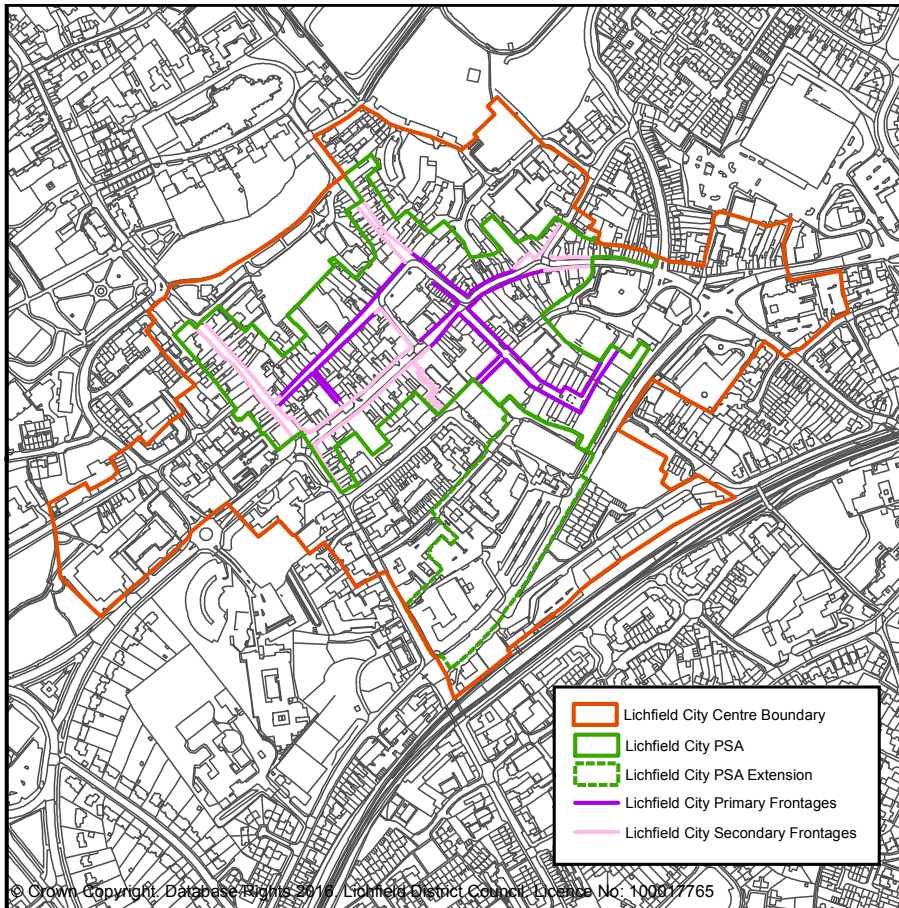 Lichfield City Centre Boundary
Lichfield City PSA
Lichfield City PSA Extension
Lichfield City Primary Frontages
Lichfield City Secondary Frontages
© Crown Copyright. Database Rights 2016. Lichfield District Council. Licence No: 100017765